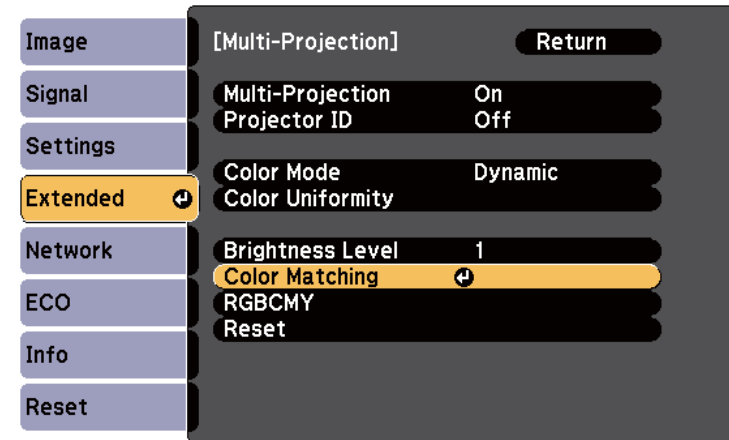 Image
Signal
Settings
Extended
Network
ECO
Info
Reset
[Multi-Projection] Return
Multi-Projection On
Projector ID Off
Color Mode Dynamic
Color Uniformity
Brightness Level 1
Color Matching
RGBCMY
Reset